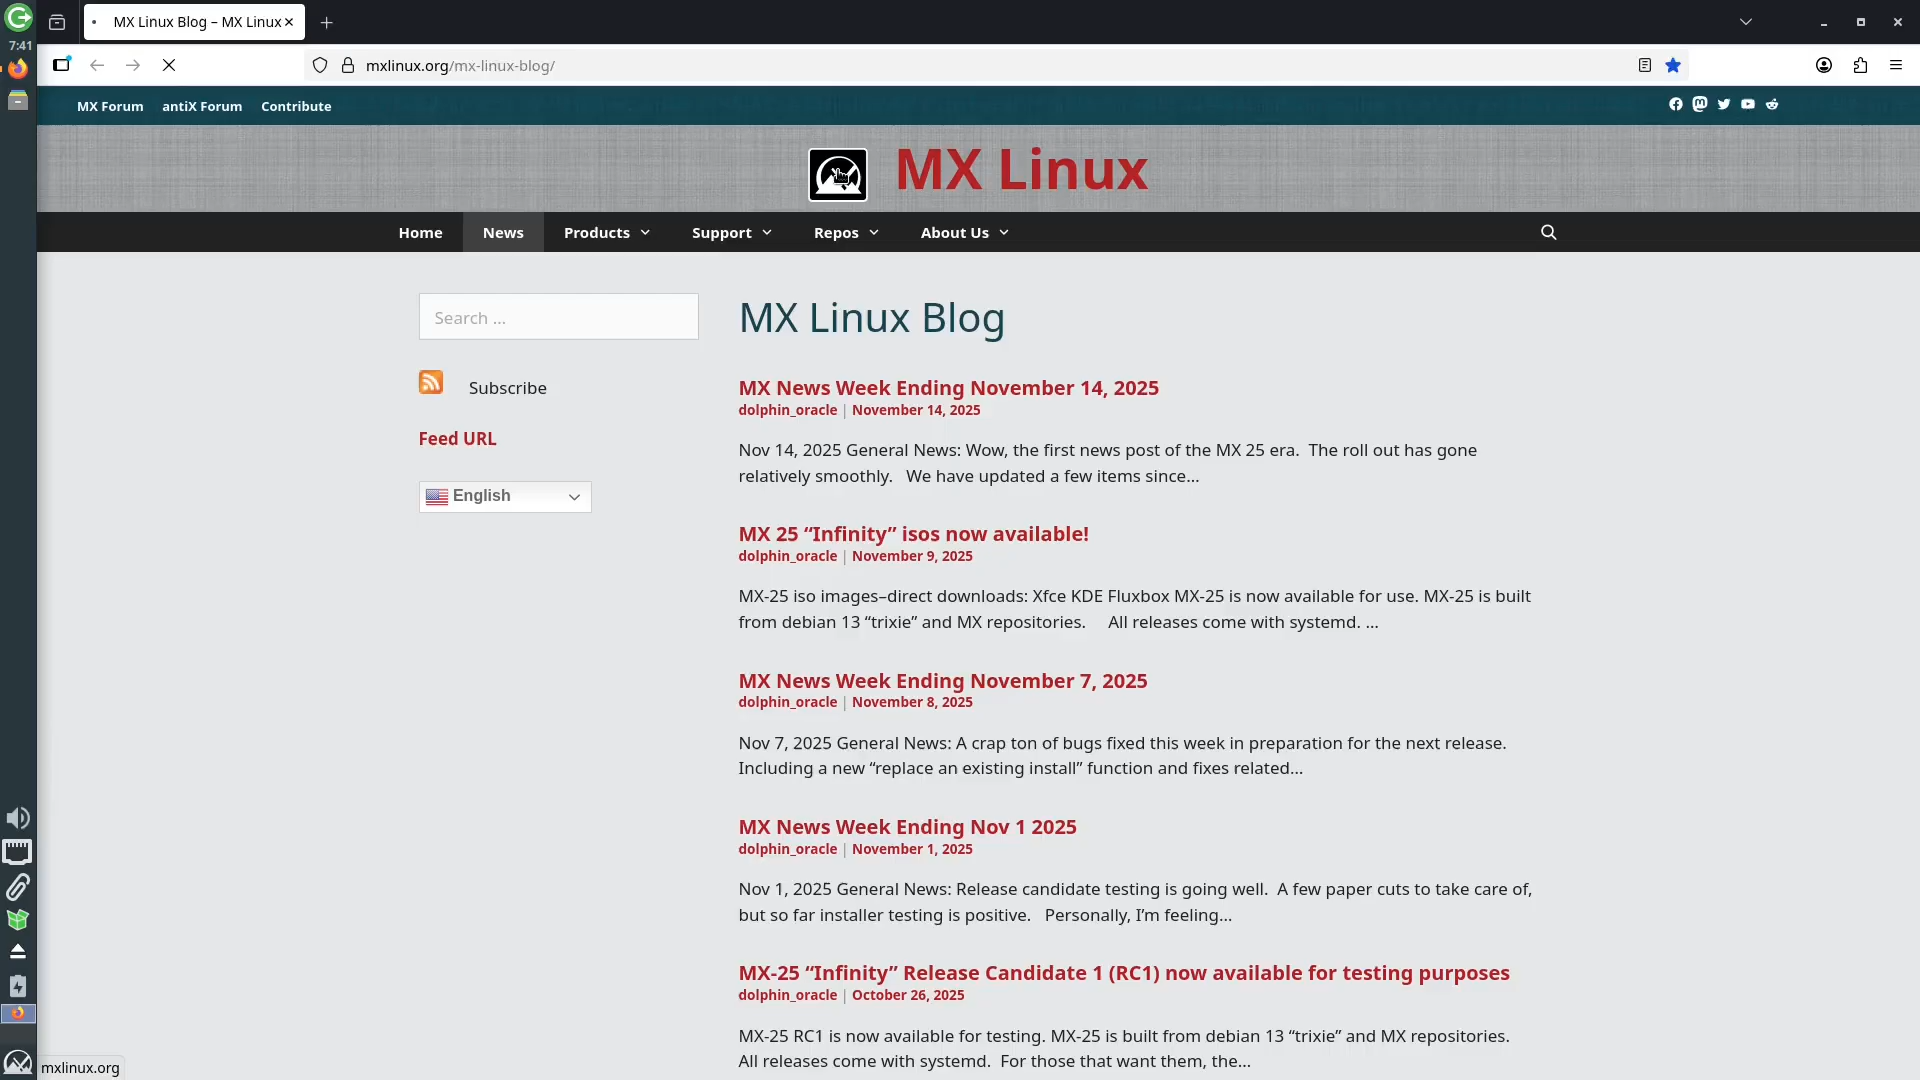 MX Linux Blog – MX Linux
7:41
mxlinux.org/mx-linux-blog/
MX Forum antiX Forum Contribute
MX Linux
Home News Products Support Repos About Us
Search ...
Subscribe
Feed URL
English
MX Linux Blog
MX News Week Ending November 14, 2025
dolphin_oracle | November 14, 2025
Nov 14, 2025 General News: Wow, the first news post of the MX 25 era.  The roll out has gone
relatively smoothly.   We have updated a few items since...
MX 25 “Infinity” isos now available!
dolphin_oracle | November 9, 2025
MX-25 iso images–direct downloads: Xfce KDE Fluxbox MX-25 is now available for use. MX-25 is built
from debian 13 “trixie” and MX repositories.     All releases come with systemd. ...
MX News Week Ending November 7, 2025
dolphin_oracle | November 8, 2025
Nov 7, 2025 General News: A crap ton of bugs fixed this week in preparation for the next release.
Including a new “replace an existing install” function and fixes related...
MX News Week Ending Nov 1 2025
dolphin_oracle | November 1, 2025
Nov 1, 2025 General News: Release candidate testing is going well.  A few paper cuts to take care of,
but so far installer testing is positive.   Personally, I’m feeling...
MX-25 “Infinity” Release Candidate 1 (RC1) now available for testing purposes
dolphin_oracle | October 26, 2025
MX-25 RC1 is now available for testing. MX-25 is built from debian 13 “trixie” and MX repositories.
All releases come with systemd.  For those that want them, the...
mxlinux.org